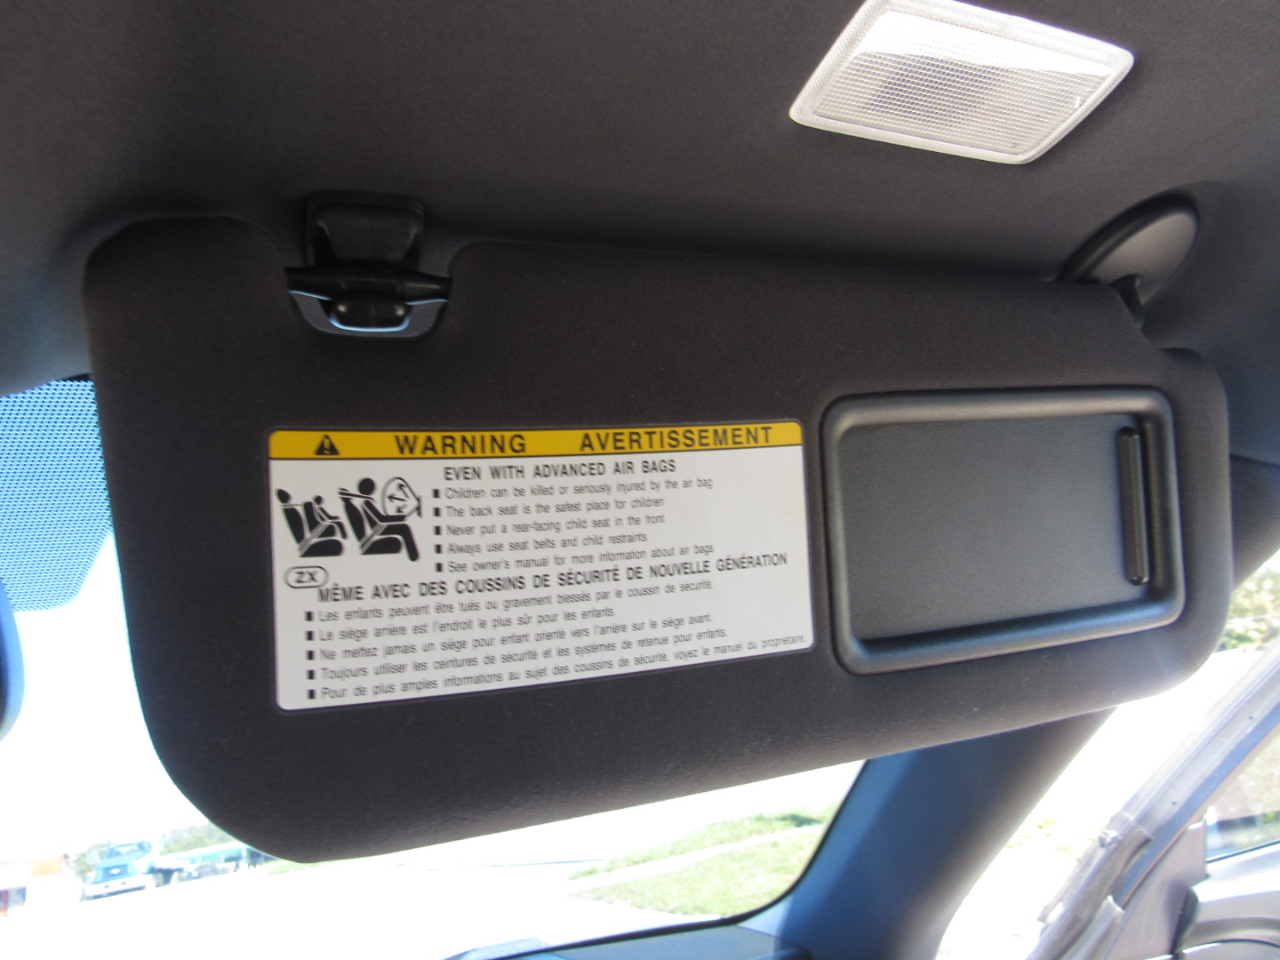 WARNING AVERTISSEMENT
EVEN WITH ADVANCED AIR BAGS
Children can be killed or seriously injured by the air bag
The back seat is the safest place for children
Never put a rear-facing child seat in the front
Always use seat belts and child restraints
See owner's manual for more information about air bags
ZX
MÊME AVEC DES COUSSINS DE SÉCURITÉ DE NOUVELLE GÉNÉRATION
Les enfants peuvent être tués ou gravement blessés par le coussin de sécurité.
Le siège arrière est l'endroit le plus sûr pour les enfants.
Ne mettez jamais un siège pour enfant orienté vers l'arrière sur le siège avant.
Toujours utiliser les ceintures de sécurité et les systèmes de retenue pour enfants.
Pour de plus amples informations au sujet des coussins de sécurité, voyez le manuel du propriétaire.